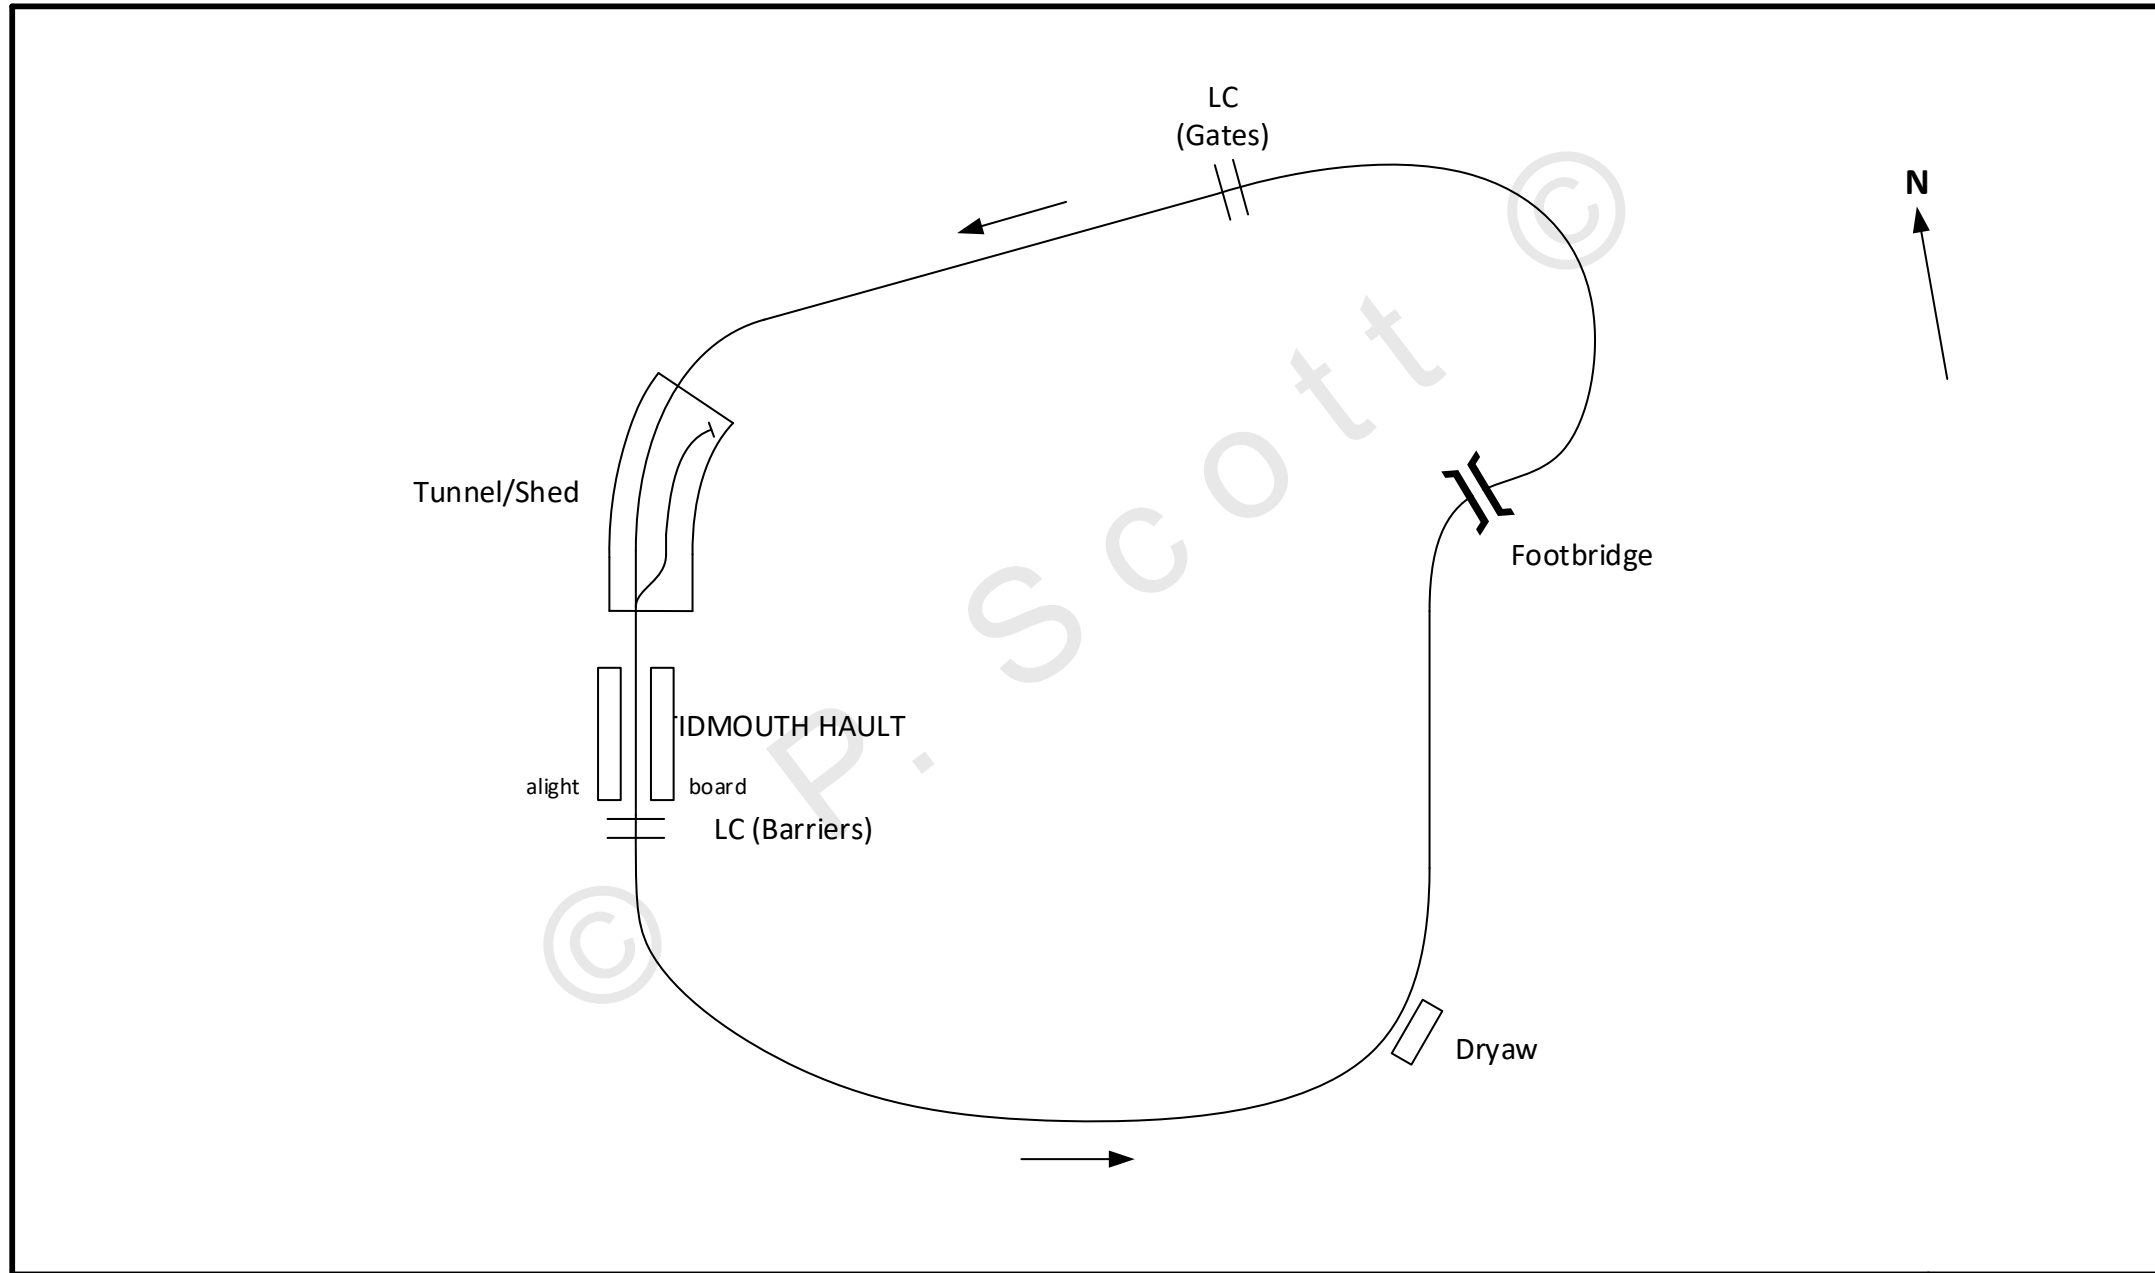 LC
(Gates)
N
Tunnel/Shed
Footbridge
IDMOUTH HAULT
alight
board
LC (Barriers)
Dryaw
© P. Scott ©